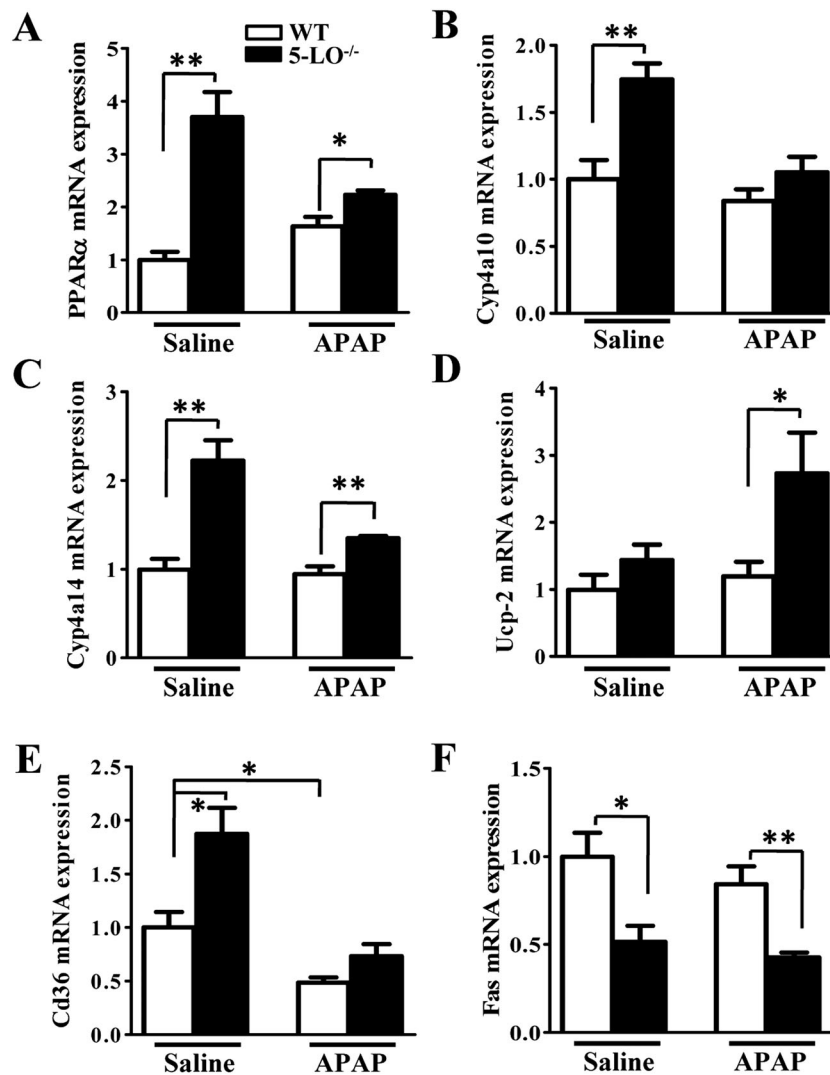 A
WT
5-LO-/-
PPARα mRNA expression
5
4
3
2
1
0
**
*
Saline
APAP
B
Cyp4a10 mRNA expression
2.0
1.5
1.0
0.5
0.0
**
Saline
APAP
C
Cyp4a14 mRNA expression
3
2
1
0
**
**
Saline
APAP
D
Ucp-2 mRNA expression
4
3
2
1
0
*
Saline
APAP
E
Cd36 mRNA expression
2.5
2.0
1.5
1.0
0.5
0.0
*
*
Saline
APAP
F
Fas mRNA expression
1.5
1.0
0.5
0.0
*
**
Saline
APAP